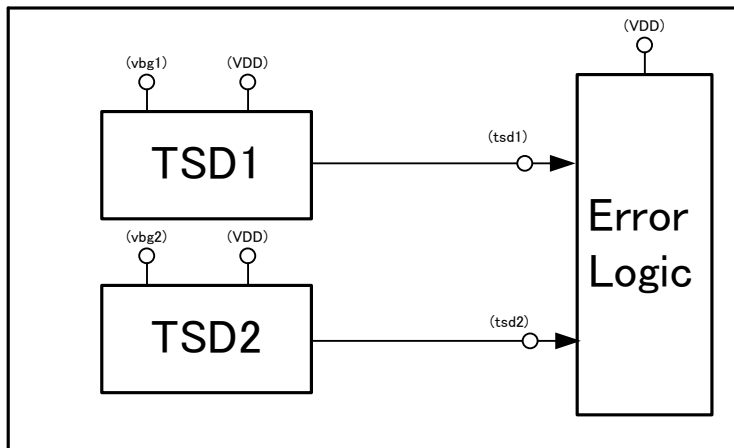 (vbg1)
(VDD)
TSD1
(tsd1)
(vbg2)
(VDD)
TSD2
(tsd2)
(VDD)
Error
Logic